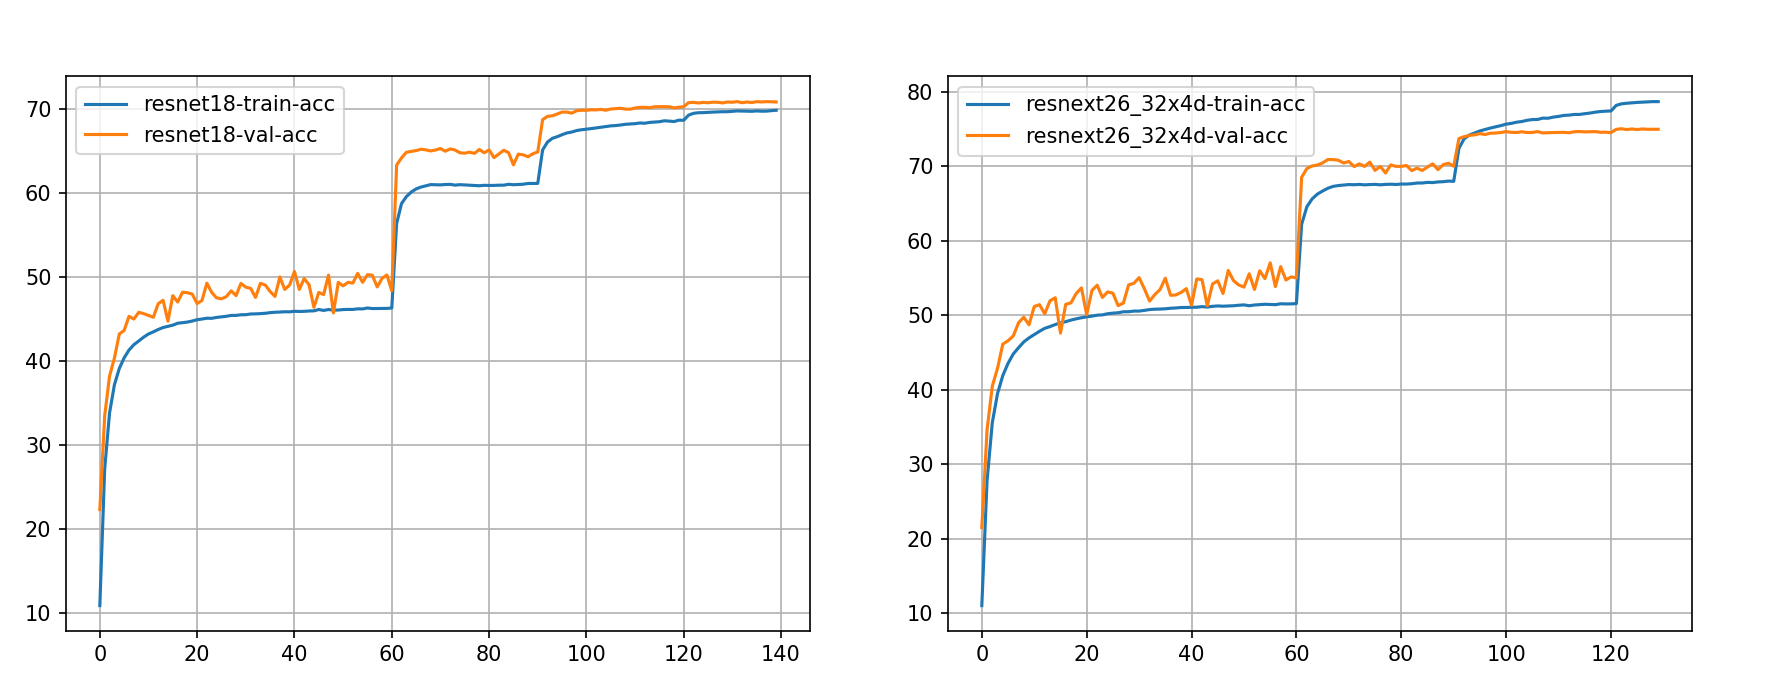 resnet18-train-acc
resnet18-val-acc
70
60
50
40
30
20
10
0 20 40 60 80 100 120 140
resnext26_32x4d-train-acc
resnext26_32x4d-val-acc
80
70
60
50
40
30
20
10
0 20 40 60 80 100 120